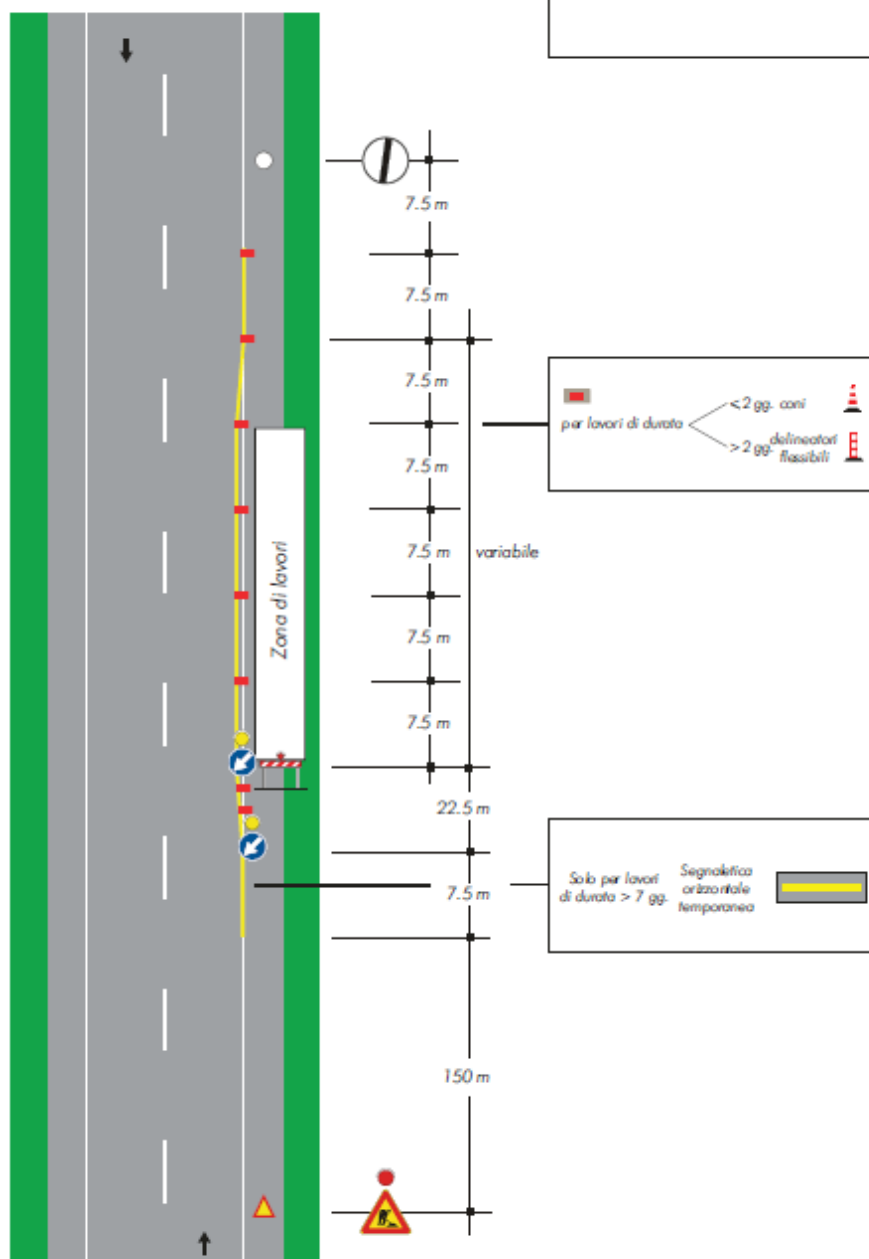 7.5 m
7.5 m
7.5 m
<2 gg. coni
per lavori di durata
>2 gg. delineatori
flessibili
7.5 m
Zona di lavori
7.5 m
variabile
7.5 m
7.5 m
22.5 m
Solo per lavori
di durata > 7 gg.
Segnaletica
orizzontale
temporanea
7.5 m
150 m